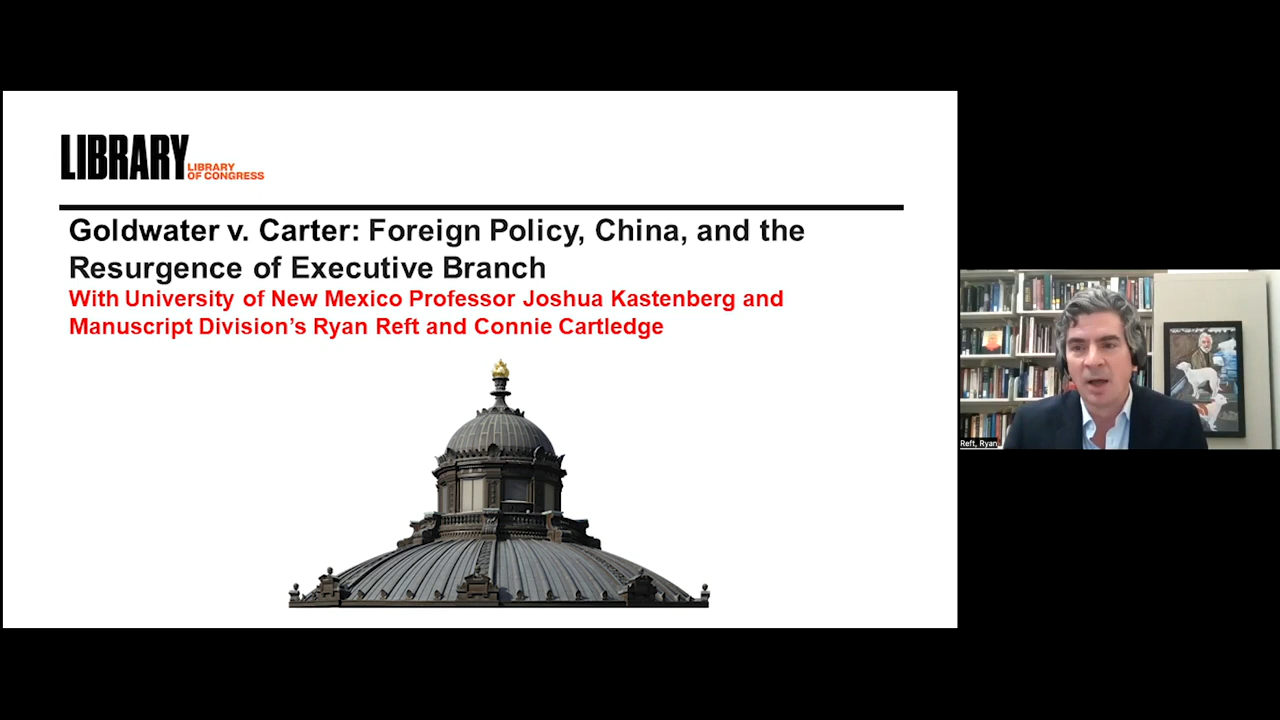 LIBRARY
LIBRARY
OF CONGRESS
Goldwater v. Carter: Foreign Policy, China, and the
Resurgence of Executive Branch
With University of New Mexico Professor Joshua Kastenberg and
Manuscript Division’s Ryan Reft and Connie Cartledge
Reft, Ryan